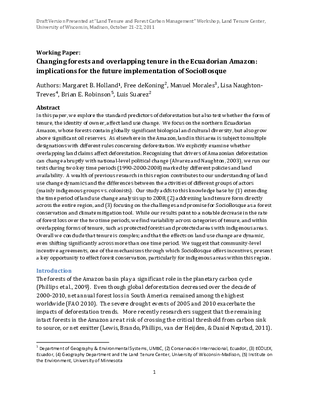 Draft Version Presented at "Land Tenure and Forest Carbon Management" Workshop, Land Tenure Center,
University of Wisconsin, Madison, October 21-22, 2011
Working Paper:
Changing forests and overlapping tenure in the Ecuadorian Amazon:
implications for the future implementation of SocioBosque
Authors: Margaret B. Holland¹, Free deKoning², Manuel Morales³, Lisa Naughton-
Treves⁴, Brian E. Robinson⁵, Luis Suarez²
Abstract
In this paper, we explore the standard predictors of deforestation but also test whether the form of
tenure, the identity of owner, affect land use change. We focus on the northern Ecuadorian
Amazon, whose forests contain globally significant biological and cultural diversity, but also grow
above significant oil reserves. As elsewhere in the Amazon, land in this area is subject to multiple
designations with different rules concerning deforestation. We explicitly examine whether
overlapping land claims affect deforestation. Recognizing that drivers of Amazonian deforestation
can change abruptly with national-level political change (Alvarez and Naughton, 2003), we run our
tests during two key time periods (1990-2000-2008) marked by different policies and land
availability. A wealth of previous research in this region contributes to our understanding of land
use change dynamics and the differences between the activities of different groups of actors
(mainly indigenous groups vs. colonists). Our study adds to this knowledge base by (1) extending
the time period of land use change analysis up to 2008; (2) addressing land tenure form directly
across the entire region, and (3) focusing on the challenges and promise for SocioBosque as a forest
conservation and climate mitigation tool. While our results point to a notable decrease in the rate
of forest loss over the two time periods, we find variability across categories of tenure, and within
overlapping forms of tenure, such as protected forests and protected areas with indigenous areas.
Overall we conclude that tenure is complex; and that the effects on land use change are dynamic,
even shifting significantly across more than one time period. We suggest that community-level
incentive agreements, one of the mechanisms through which SocioBosque offers incentives, present
a key opportunity to effect forest conservation, particularly for indigenous areas within this region.
Introduction
The forests of the Amazon basin play a significant role in the planetary carbon cycle
(Phillips et al., 2009). Even though global deforestation decreased over the decade of
2000-2010, net annual forest loss in South America remained among the highest
worldwide (FAO 2010). The severe drought events of 2005 and 2010 exacerbate the
impacts of deforestation trends. More recently researchers suggest that the remaining
intact forests in the Amazon are at risk of crossing the critical threshold from carbon sink
to source, or net emitter (Lewis, Brando, Phillips, van der Heijden, & Daniel Nepstad, 2011).
¹ Department of Geography & Environmental Systems, UMBC, (2) Conservación Internacional, Ecuador, (3) ECOLEX,
Ecuador, (4) Geography Department and the Land Tenure Center, University of Wisconsin-Madison, (5) Institute on
the Environment, University of Minnesota
1